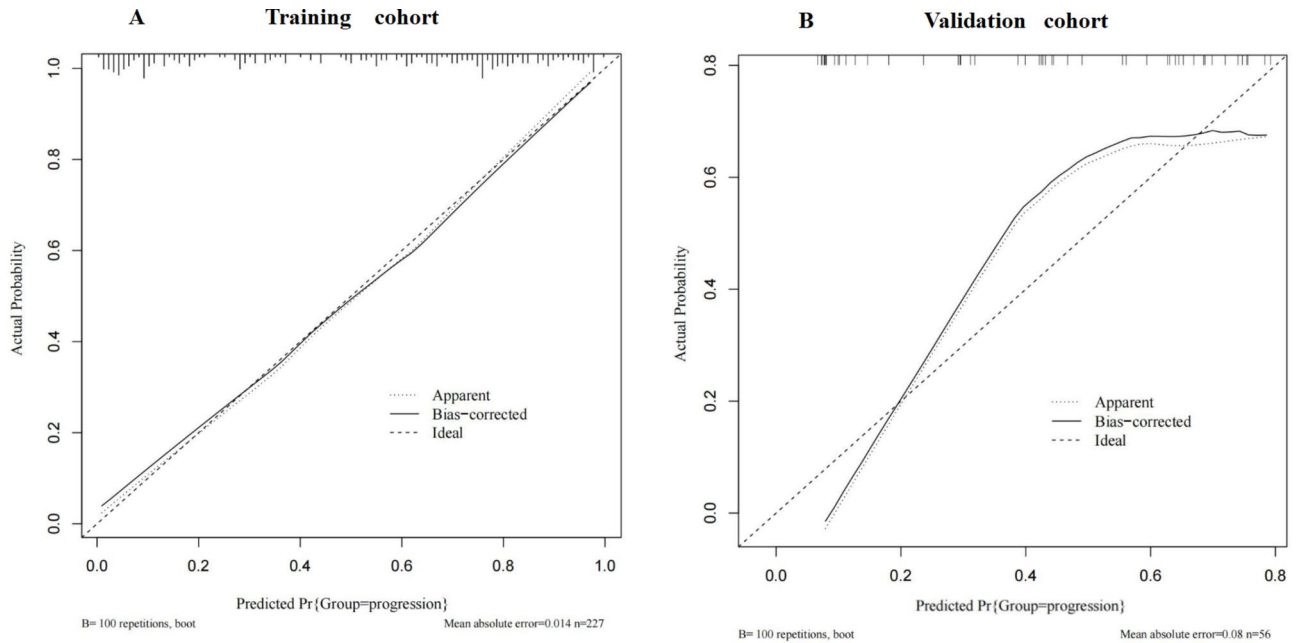 A Training cohort
Actual Probability
1.0
0.8
0.6
0.4
0.2
0.0
Apparent
Bias-corrected
Ideal
0.0 0.2 0.4 0.6 0.8 1.0
Predicted Pr{Group=progression}
B= 100 repetitions, boot
Mean absolute error=0.014 n=227
B Validation cohort
Actual Probability
0.8
0.6
0.4
0.2
0.0
Apparent
Bias-corrected
Ideal
0.0 0.2 0.4 0.6 0.8
Predicted Pr{Group=progression}
B= 100 repetitions, boot
Mean absolute error=0.08 n=56